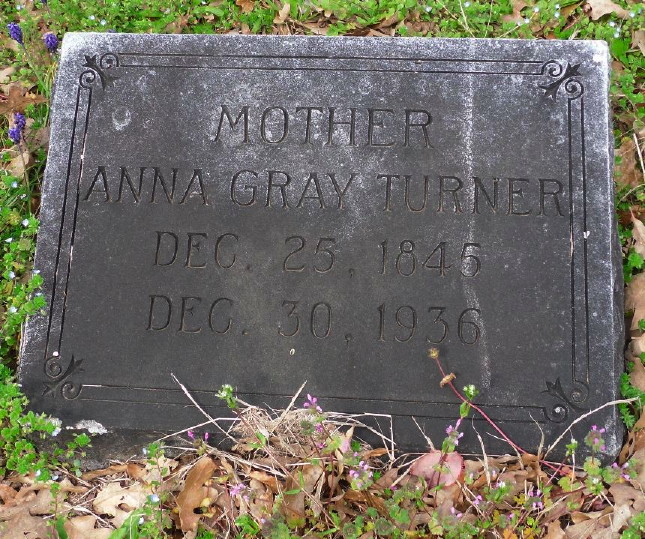 MOTHER
ANNA GRAY TURNER
DEC. 25, 1845
DEC. 30, 1936